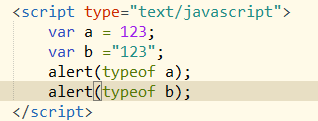 <script type="text/javascript">
    var a = 123;
    var b ="123";
    alert(typeof a);
    alert(typeof b);
</script>